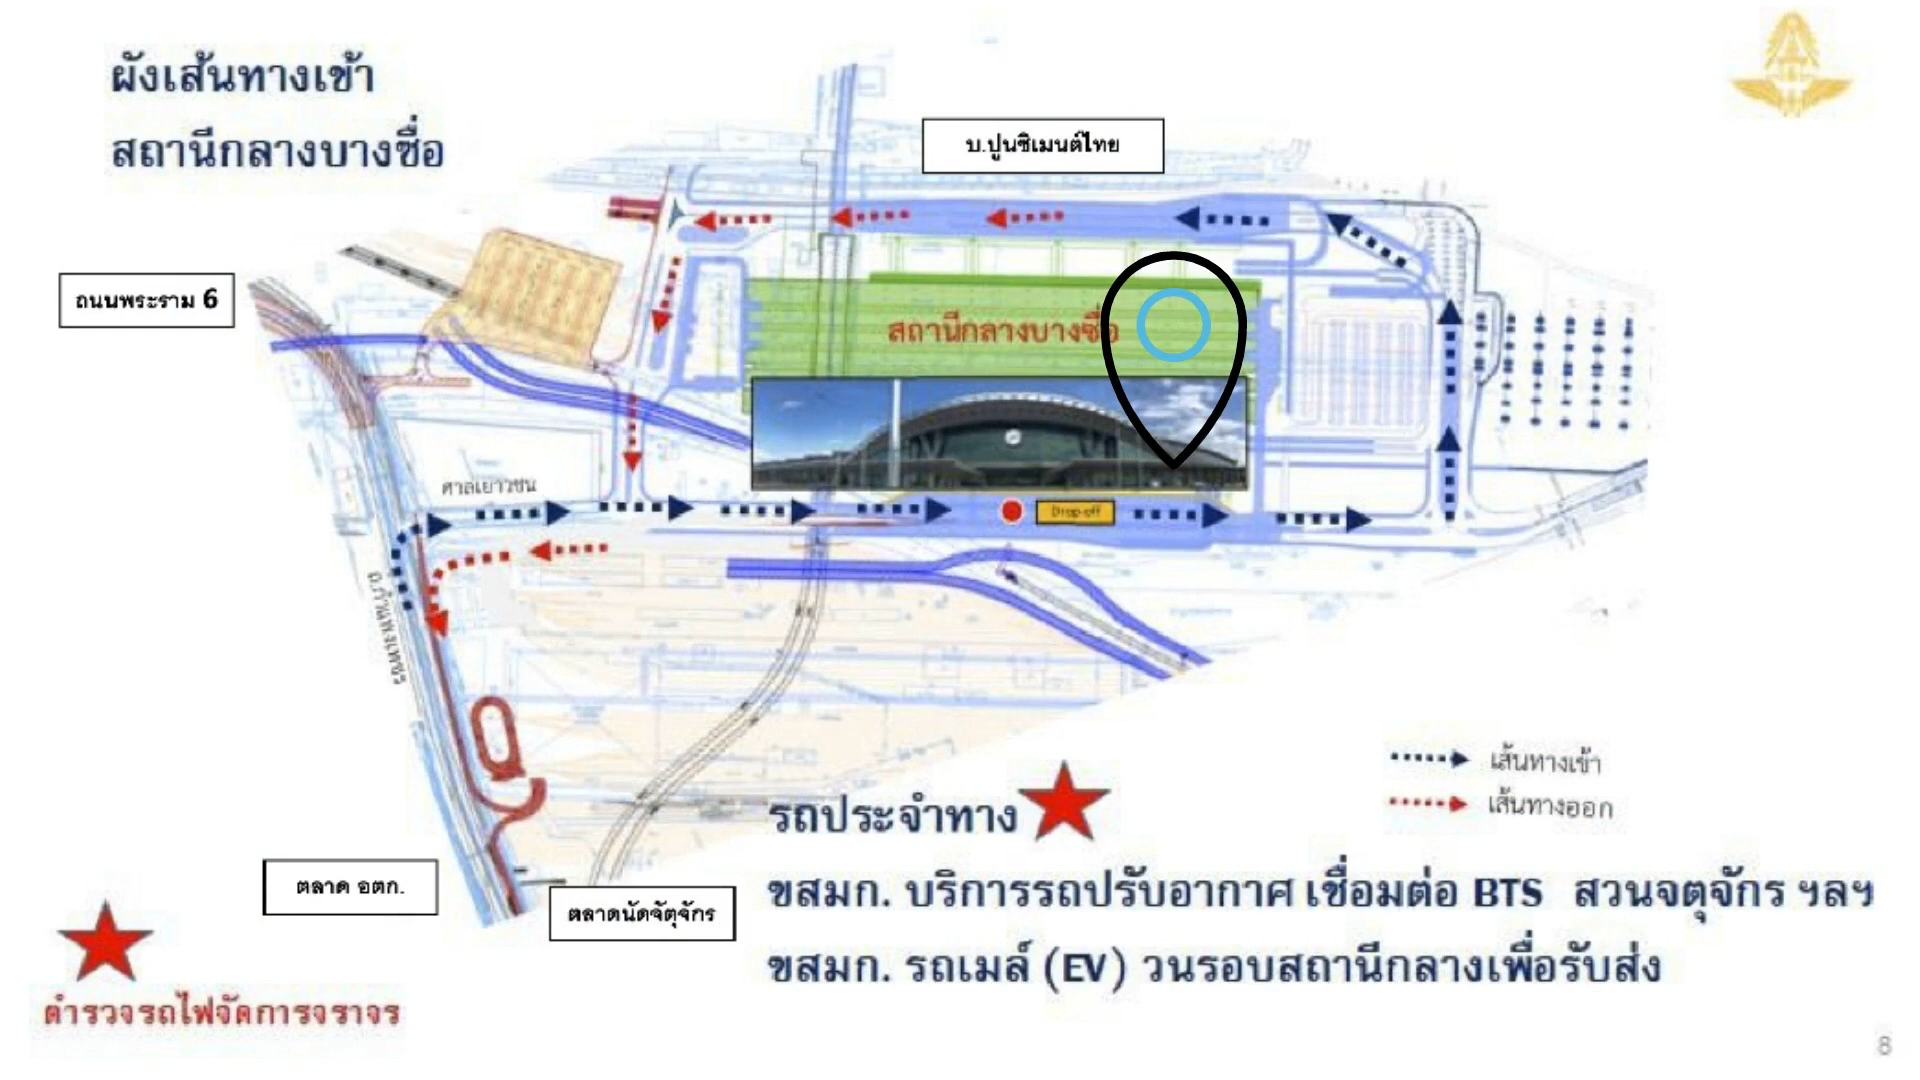 ผังเส้นทางเข้า
สถานีกลางบางซื่อ
บ.ปูนซิเมนต์ไทย
ถนนพระราม 6
สถานีกลางบางซื่อ
ศาลเยาวชน
Drop-off
ถ.กำแพงเพชร
เส้นทางเข้า
เส้นทางออก
รถประจำทาง
ขสมก. บริการรถปรับอากาศ เชื่อมต่อ BTS สวนจตุจักร ฯลฯ
ขสมก. รถเมล์ (EV) วนรอบสถานีกลางเพื่อรับส่ง
ตลาด อตก.
ตลาดนัดจัตุจักร
ตำรวจรถไฟจัดการจราจร
8